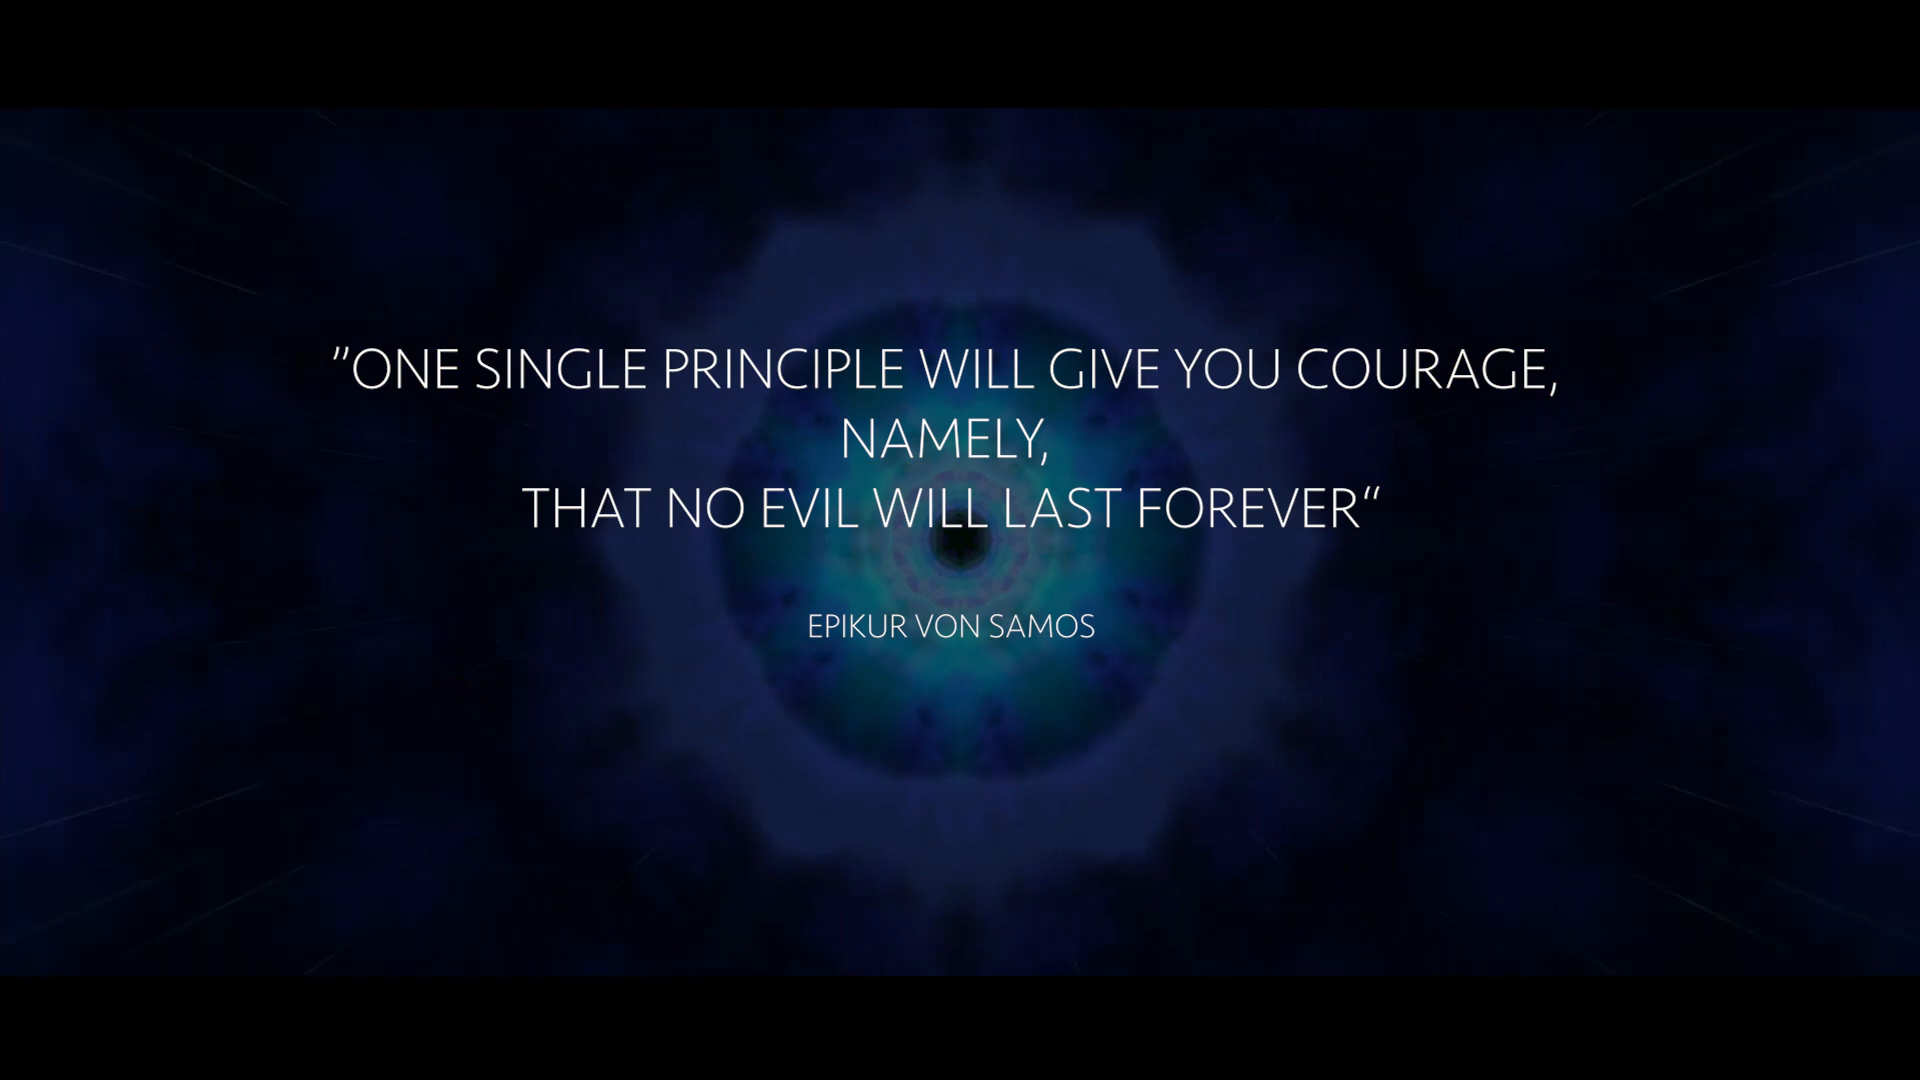 ”ONE SINGLE PRINCIPLE WILL GIVE YOU COURAGE,
NAMELY,
THAT NO EVIL WILL LAST FOREVER“
EPIKUR VON SAMOS